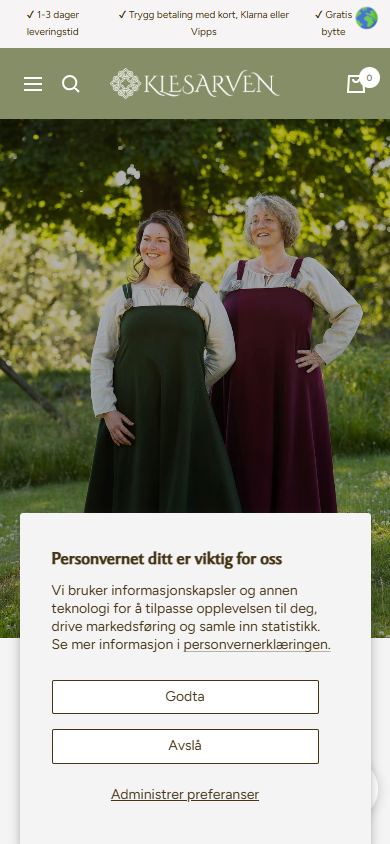 ✓ 1-3 dager
leveringstid
✓ Trygg betaling med kort, Klarna eller
Vipps
✓ Gratis
bytte
KLESARVEN
0
Personvernet ditt er viktig for oss
Vi bruker informasjonskapsler og annen
teknologi for å tilpasse opplevelsen til deg,
drive markedsføring og samle inn statistikk.
Se mer informasjon i personvernerklæringen.
Godta
Avslå
Administrer preferanser